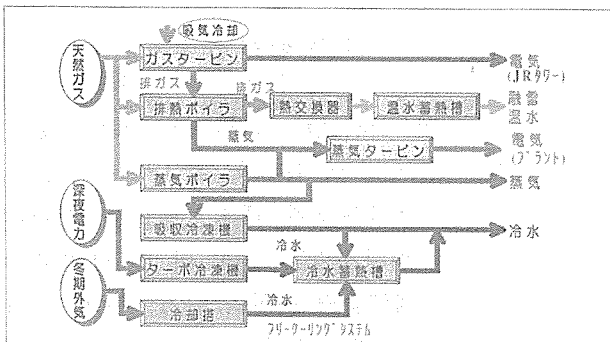 吸気冷却
天然ガス
ガスタービン
電気
(JRタワー)
排ガス
排ガス
排熱ボイラ
熱交換器
温水蓄熱槽
融雪
温水
蒸気
蒸気タービン
電気
(プラント)
蒸気ボイラ
蒸気
深夜電力
吸収冷凍機
冷水
冷水
ターボ冷凍機
冷水蓄熱槽
冬期外気
冷却塔
冷水
フリークーリングシステム